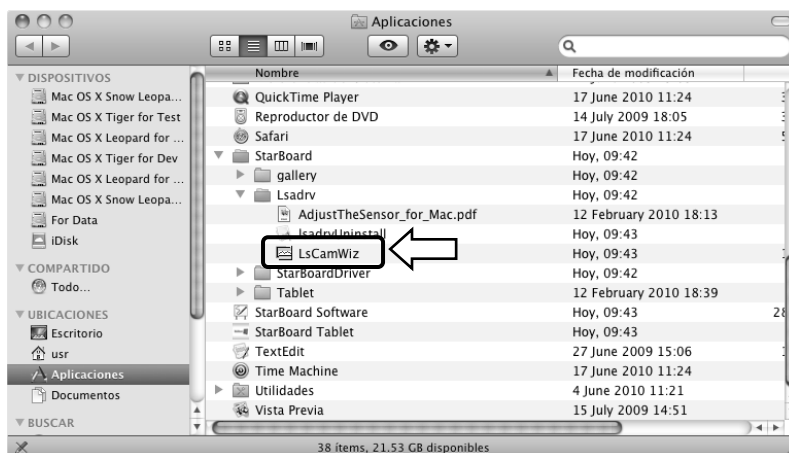 Aplicaciones
DISPOSITIVOS
Mac OS X Snow Leopa...
Mac OS X Tiger for Test
Mac OS X Leopard for ...
Mac OS X Tiger for Dev
Mac OS X Leopard for ...
Mac OS X Snow Leopa...
For Data
iDisk
COMPARTIDO
Todo...
UBICACIONES
Escritorio
usr
Aplicaciones
Documentos
BUSCAR
Nombre Fecha de modificación
QuickTime Player 17 June 2010 11:24
Reproductor de DVD 14 July 2009 18:05
Safari 17 June 2010 11:24
StarBoard Hoy, 09:42
gallery Hoy, 09:42
Lsadrv Hoy, 09:42
AdjustTheSensor_for_Mac.pdf 12 February 2010 18:13
lsadrvUninstall Hoy, 09:43
LsCamWiz Hoy, 09:43
StarBoardDriver Hoy, 09:42
Tablet 12 February 2010 18:39
StarBoard Software Hoy, 09:43 28
StarBoard Tablet Hoy, 09:43
TextEdit 27 June 2009 15:06
Time Machine 17 June 2010 11:24
Utilidades 4 June 2010 11:21
Vista Previa 15 July 2009 14:51
38 ítems, 21.53 GB disponibles